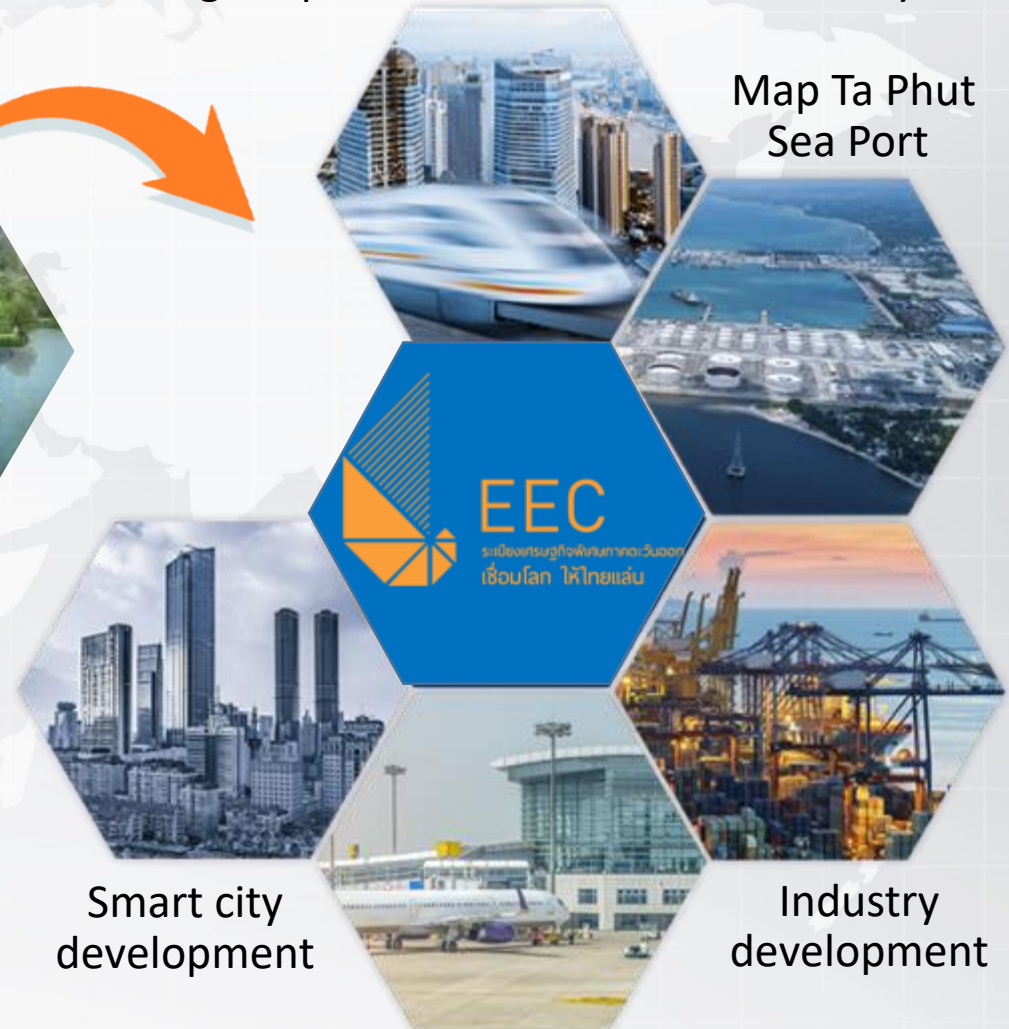 Map Ta Phut
Sea Port
EEC
ระเบียงเศรษฐกิจพิเศษภาคตะวันออก
เชื่อมโลก ให้ไทยแล่น
Smart city
development
Industry
development